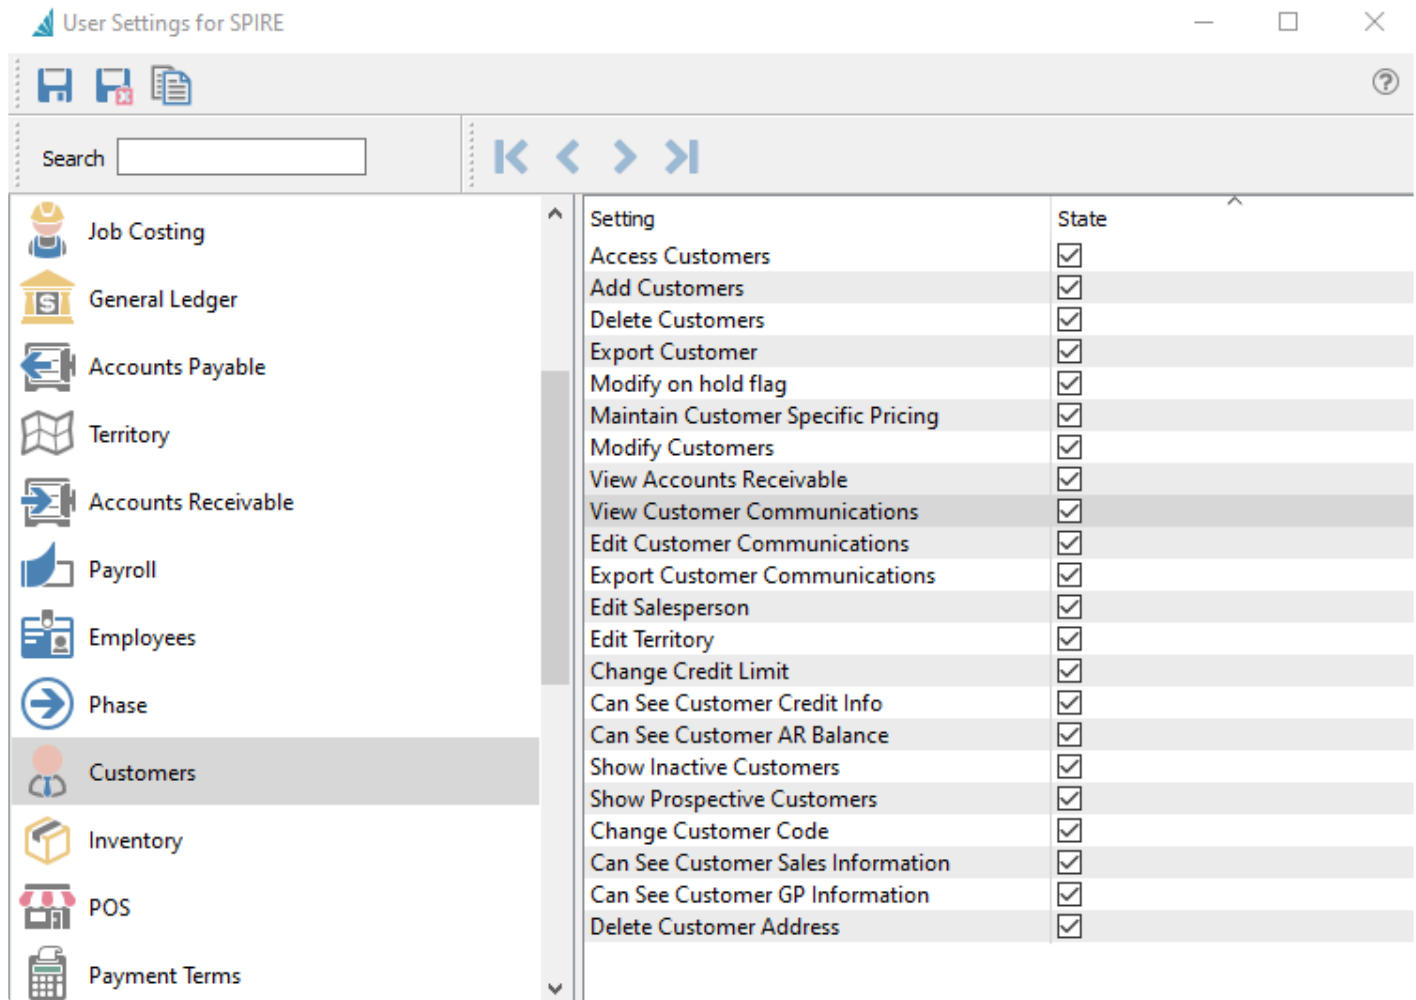 User Settings for SPIRE
Search
Job Costing
General Ledger
Accounts Payable
Territory
Accounts Receivable
Payroll
Employees
Phase
Customers
Inventory
POS
Payment Terms
Setting State
Access Customers
Add Customers
Delete Customers
Export Customer
Modify on hold flag
Maintain Customer Specific Pricing
Modify Customers
View Accounts Receivable
View Customer Communications
Edit Customer Communications
Export Customer Communications
Edit Salesperson
Edit Territory
Change Credit Limit
Can See Customer Credit Info
Can See Customer AR Balance
Show Inactive Customers
Show Prospective Customers
Change Customer Code
Can See Customer Sales Information
Can See Customer GP Information
Delete Customer Address